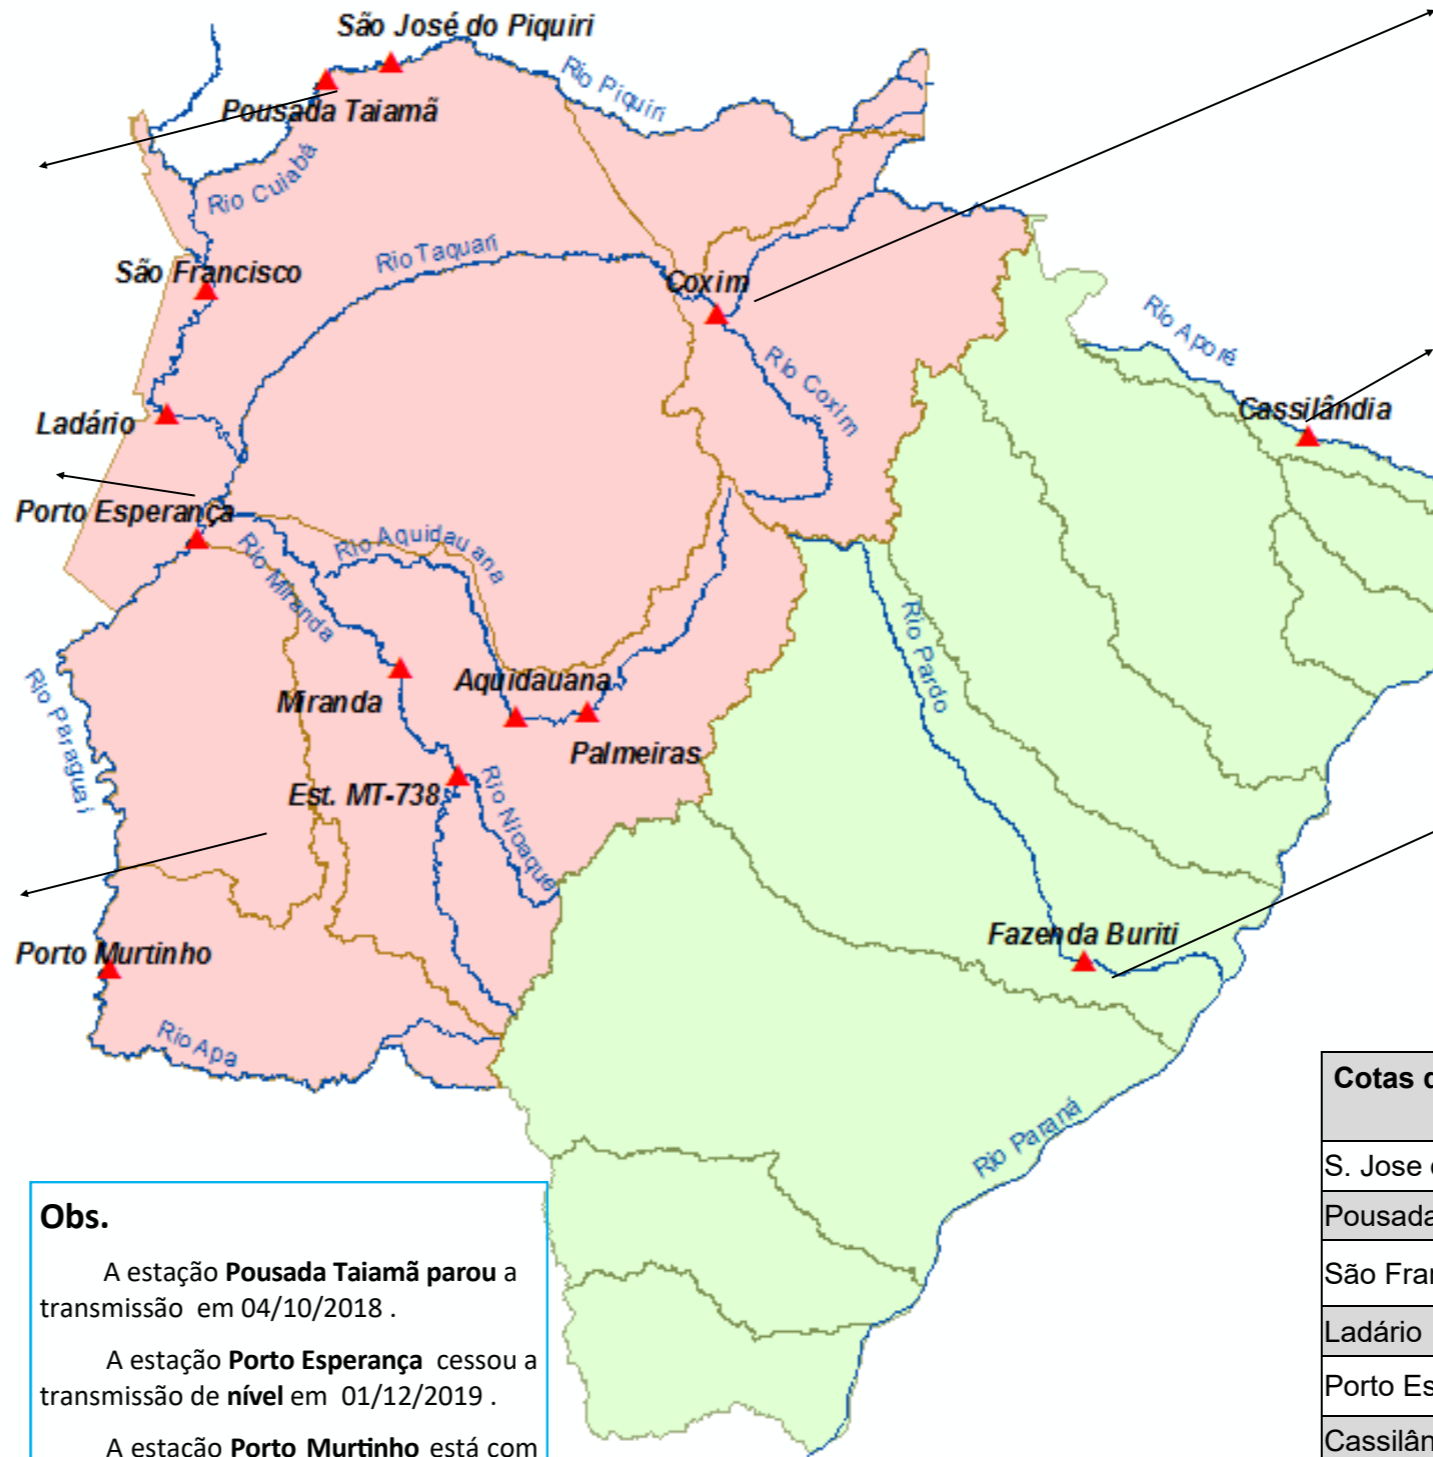 São José do Piquiri
Rio Piquiri
Pousada Taiamã
Rio Cuiabá
Rio Taquari
São Francisco
Coxim
Rio Aporé
Rio Coxim
Cassilândia
Ladário
Porto Esperança
Rio Aquidauana
Rio Miranda
Rio Pardo
Rio Paraguai
Aquidauana
Miranda
Palmeiras
Est. MT-738
Rio Nioaque
Fazenda Buriti
Porto Murtinho
Rio Apa
Rio Paraná
Cotas
S. Jose
Pousada
São Fran
Ladário
Porto Es
Cassilân
Obs.
A estação Pousada Taiamã parou a
transmissão em 04/10/2018 .
A estação Porto Esperança cessou a
transmissão de nível em 01/12/2019 .
A estação Porto Murtinho está com